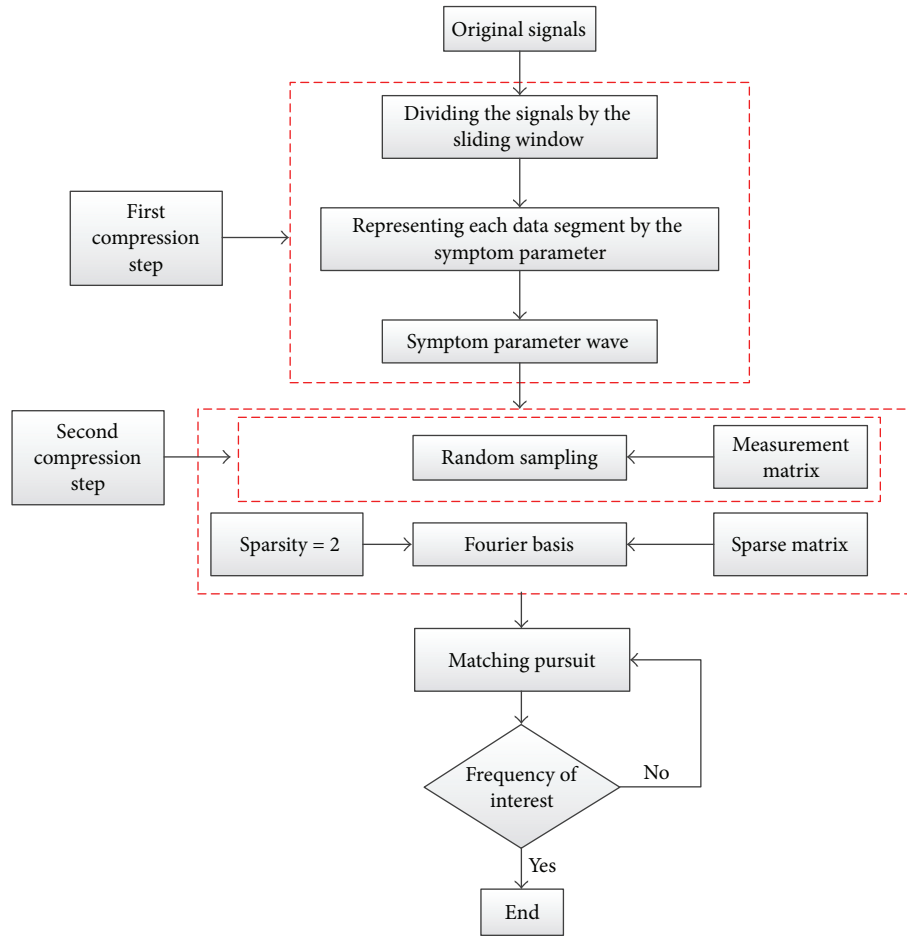 Original signals
Dividing the signals by the
sliding window
First
compression
step
Representing each data segment by the
symptom parameter
Symptom parameter wave
Second
compression
step
Random sampling
Measurement
matrix
Sparsity = 2
Fourier basis
Sparse matrix
Matching pursuit
Frequency of
interest
No
Yes
End